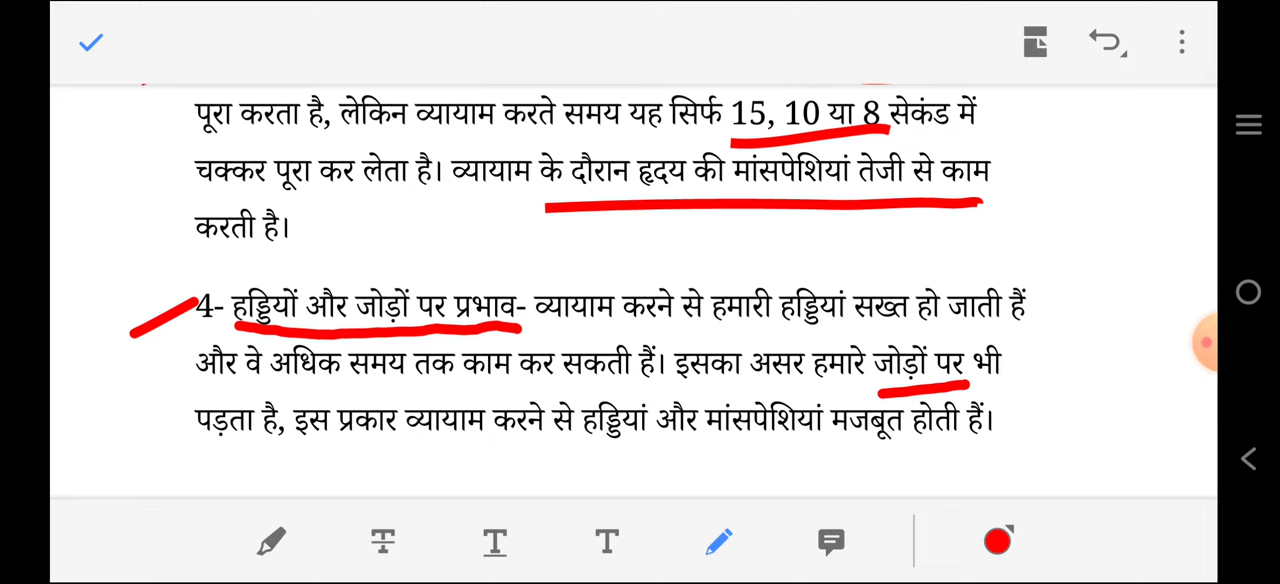 पूरा करता है, लेकिन व्यायाम करते समय यह सिर्फ 15, 10 या 8 सेकंड में
चक्कर पूरा कर लेता है। व्यायाम के दौरान हृदय की मांसपेशियां तेजी से काम
करती है।
4- हड्डियों और जोड़ों पर प्रभाव- व्यायाम करने से हमारी हड्डियां सख्त हो जाती हैं
और वे अधिक समय तक काम कर सकती हैं। इसका असर हमारे जोड़ों पर भी
पड़ता है, इस प्रकार व्यायाम करने से हड्डियां और मांसपेशियां मजबूत होती हैं।